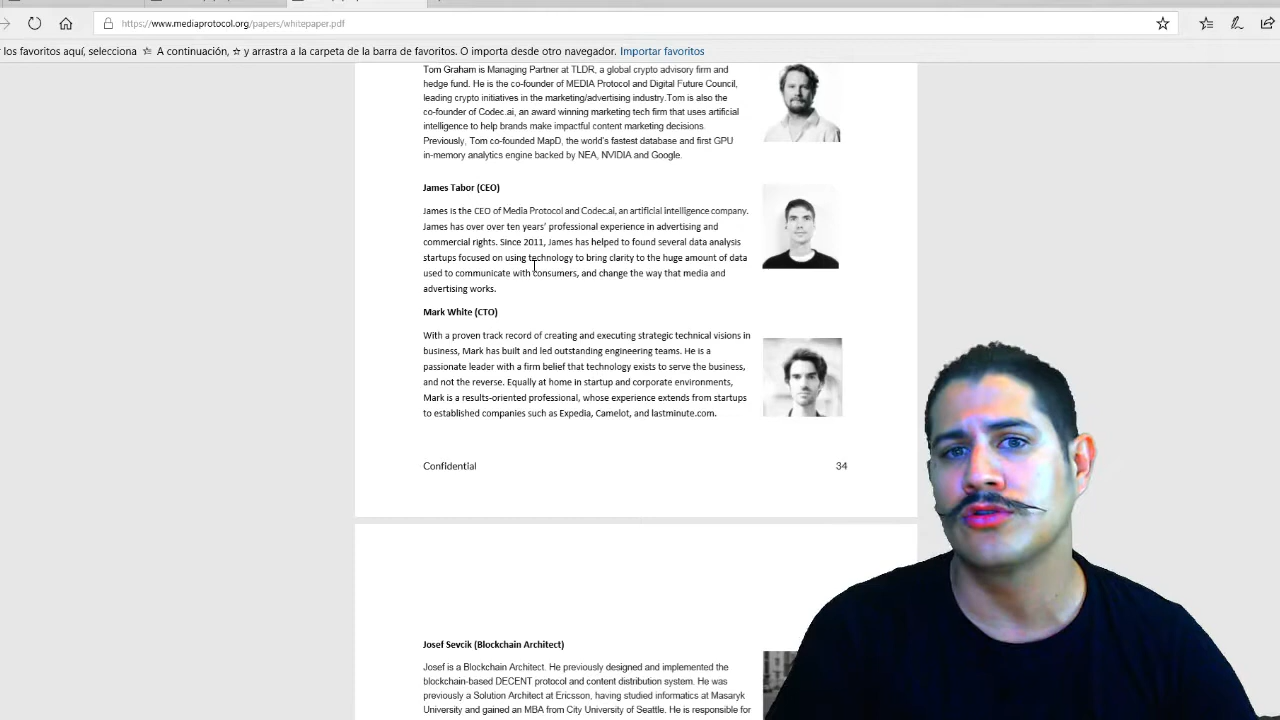 https://www.mediaprotocol.org/papers/whitepaper.pdf
los favoritos aquí, selecciona A continuación, y arrastra a la carpeta de la barra de favoritos. O importa desde otro navegador. Importar favoritos
Tom Graham is Managing Partner at TLDR, a global crypto advisory firm and
hedge fund. He is the co-founder of MEDIA Protocol and Digital Future Council,
leading crypto initiatives in the marketing/advertising industry.Tom is also the
co-founder of Codec.ai, an award winning marketing tech firm that uses artificial
intelligence to help brands make impactful content marketing decisions.
Previously, Tom co-founded MapD, the world's fastest database and first GPU
in-memory analytics engine backed by NEA, NVIDIA and Google.
James Tabor (CEO)
James is the CEO of Media Protocol and Codec.ai, an artificial intelligence company.
James has over over ten years' professional experience in advertising and
commercial rights. Since 2011, James has helped to found several data analysis
startups focused on using technology to bring clarity to the huge amount of data
used to communicate with consumers, and change the way that media and
advertising works.
Mark White (CTO)
With a proven track record of creating and executing strategic technical visions in
business, Mark has built and led outstanding engineering teams. He is a
passionate leader with a firm belief that technology exists to serve the business,
and not the reverse. Equally at home in startup and corporate environments,
Mark is a results-oriented professional, whose experience extends from startups
to established companies such as Expedia, Camelot, and lastminute.com.
Confidential 34
Josef Sevcik (Blockchain Architect)
Josef is a Blockchain Architect. He previously designed and implemented the
blockchain-based DECENT protocol and content distribution system. He was
previously a Solution Architect at Ericsson, having studied informatics at Masaryk
University and gained an MBA from City University of Seattle. He is responsible for